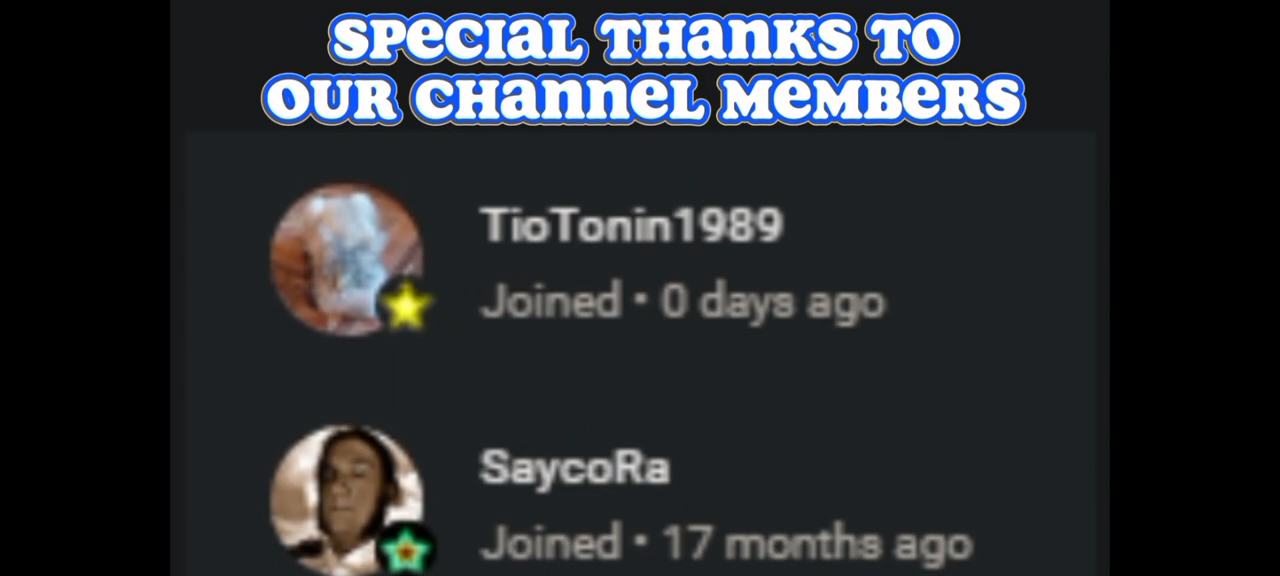 SPECIAL THANKS TO
OUR CHANNEL MEMBERS
TioTonin1989
Joined • 0 days ago
SaycoRa
Joined • 17 months ago